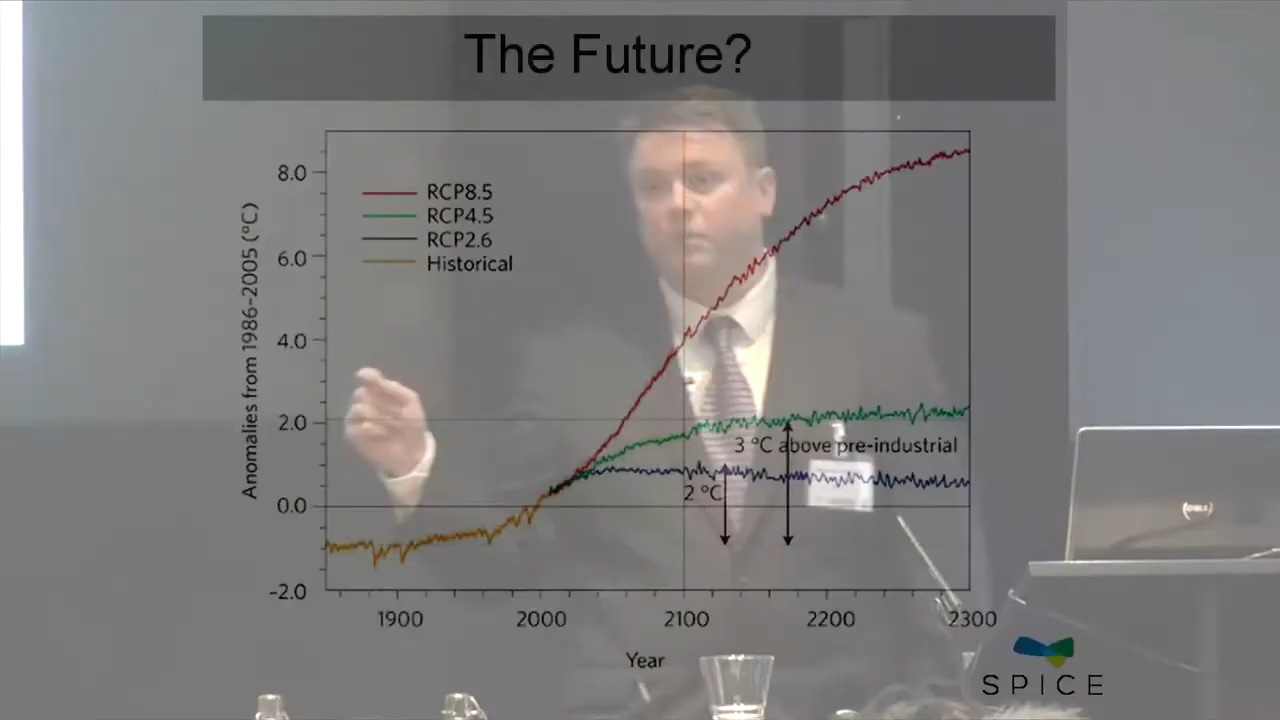 The Future?
RCP8.5
RCP4.5
RCP2.6
Historical
Anomalies from 1986-2005 (°C)
8.0
6.0
4.0
2.0
0.0
-2.0
3 °C above pre-industrial
2 °C
1900
2000
2100
2200
2300
Year
DELL
SPICE